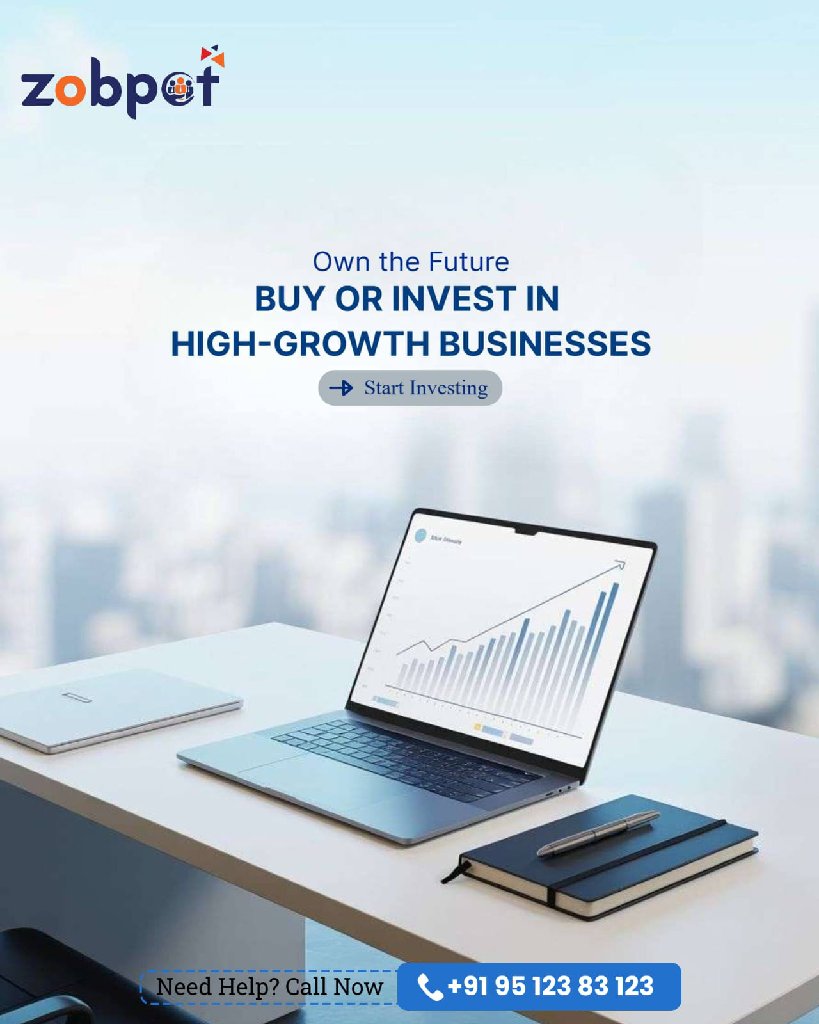 zobpot
Own the Future
BUY OR INVEST IN
HIGH-GROWTH BUSINESSES
Start Investing
Need Help? Call Now
+91 95 123 83 123